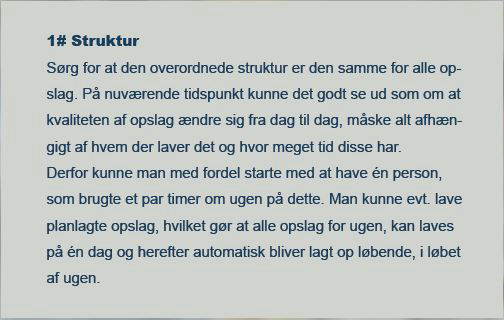 1# Struktur
Sørg for at den overordnede struktur er den samme for alle op-
slag. På nuværende tidspunkt kunne det godt se ud som om at
kvaliteten af opslag ændre sig fra dag til dag, måske alt afhæn-
gigt af hvem der laver det og hvor meget tid disse har.
Derfor kunne man med fordel starte med at have én person,
som brugte et par timer om ugen på dette. Man kunne evt. lave
planlagte opslag, hvilket gør at alle opslag for ugen, kan laves
på én dag og herefter automatisk bliver lagt op løbende, i løbet
af ugen.